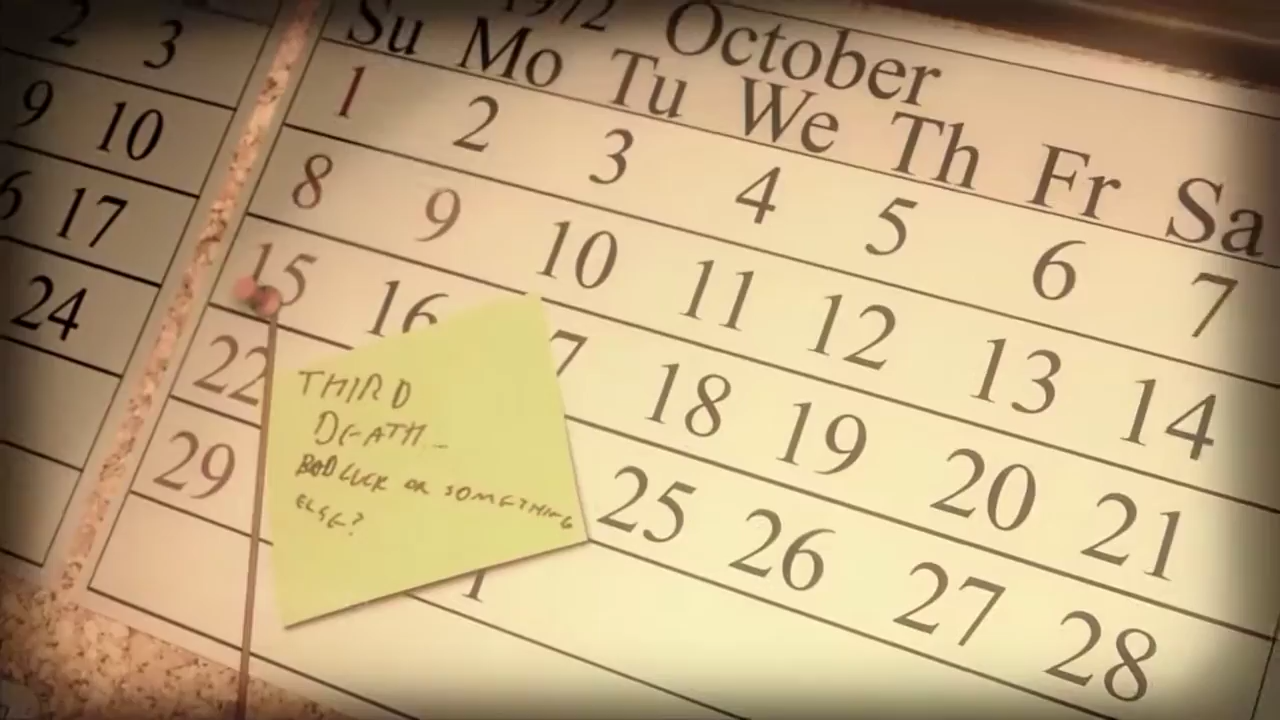 1972 October
Su Mo Tu We Th Fr Sa
1 2 3 4 5 6 7
8 9 10 11 12 13 14
15 16 7 18 19 20 21
22 25 26 27 28
29 1
2 3
9 10
6 17
24
THIRD
DEATH..
BAD LUCK OR SOMETHING
ELSE?